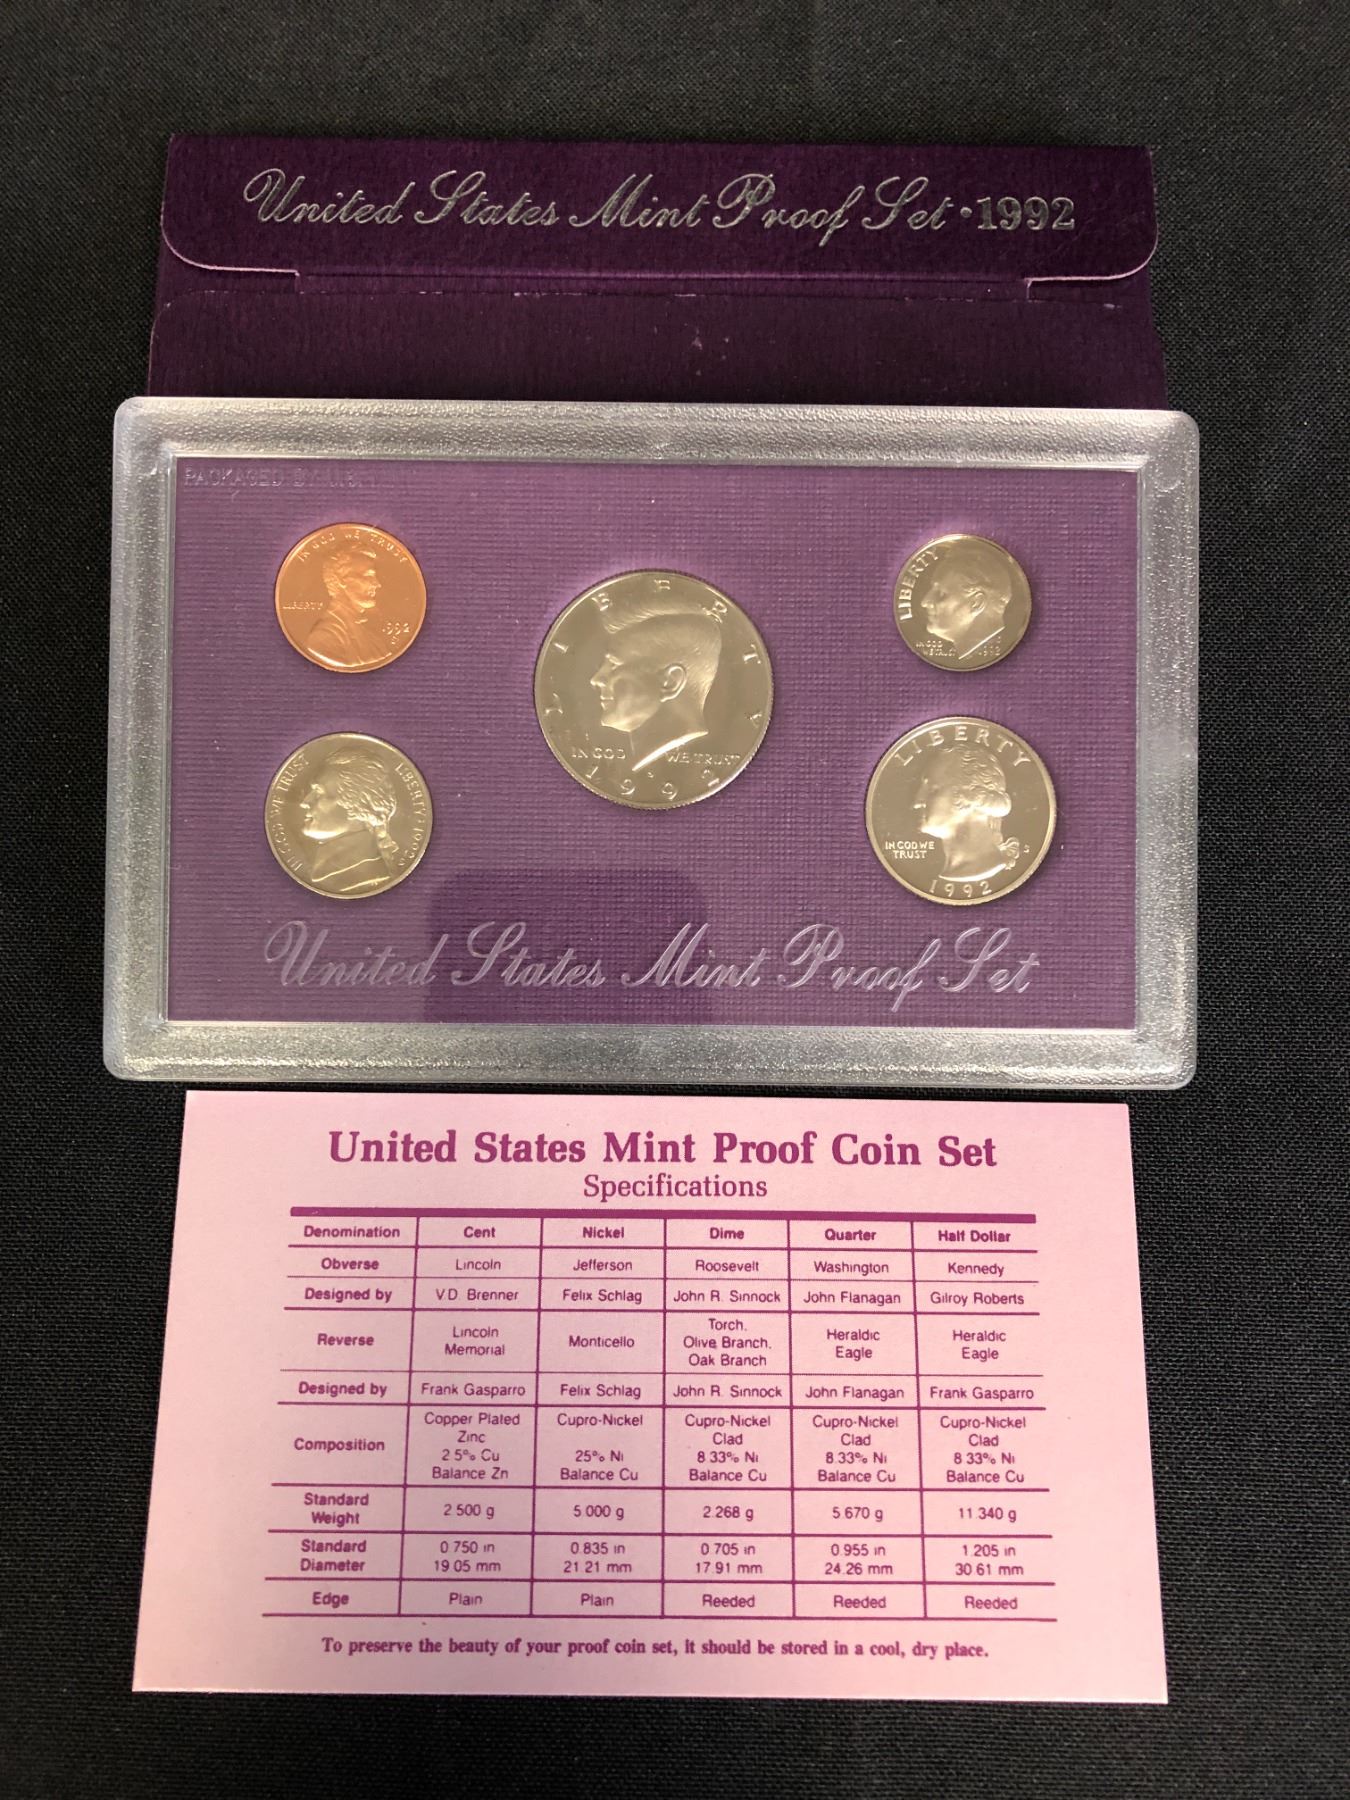 United States Mint Proof Set · 1992
PACKAGED BY U.S.
IN GOD WE TRUST
LIBERTY
1992
S
LIBERTY
IN GOD WE TRUST
1992
LIBERTY
IN GOD
WE TRUST
1992
IN GOD WE TRUST
LIBERTY
LIBERTY
IN GOD WE
TRUST
S
1992
United States Mint Proof Set
United States Mint Proof Coin Set
Specifications
Denomination Cent Nickel Dime Quarter Half Dollar
Obverse Lincoln Jefferson Roosevelt Washington Kennedy
Designed by V.D. Brenner Felix Schlag John R. Sinnock John Flanagan Gilroy Roberts
Reverse Lincoln Memorial Monticello Torch, Olive Branch, Oak Branch Heraldic Eagle Heraldic Eagle
Designed by Frank Gasparro Felix Schlag John R. Sinnock John Flanagan Frank Gasparro
Composition Copper Plated Zinc 2.5% Cu Balance Zn Cupro-Nickel 25% Ni Balance Cu Cupro-Nickel Clad 8.33% Ni Balance Cu Cupro-Nickel Clad 8.33% Ni Balance Cu Cupro-Nickel Clad 8.33% Ni Balance Cu
Standard Weight 2.500 g 5.000 g 2.268 g 5.670 g 11.340 g
Standard Diameter 0.750 in 19.05 mm 0.835 in 21.21 mm 0.705 in 17.91 mm 0.955 in 24.26 mm 1.205 in 30.61 mm
Edge Plain Plain Reeded Reeded Reeded
To preserve the beauty of your proof coin set, it should be stored in a cool, dry place.